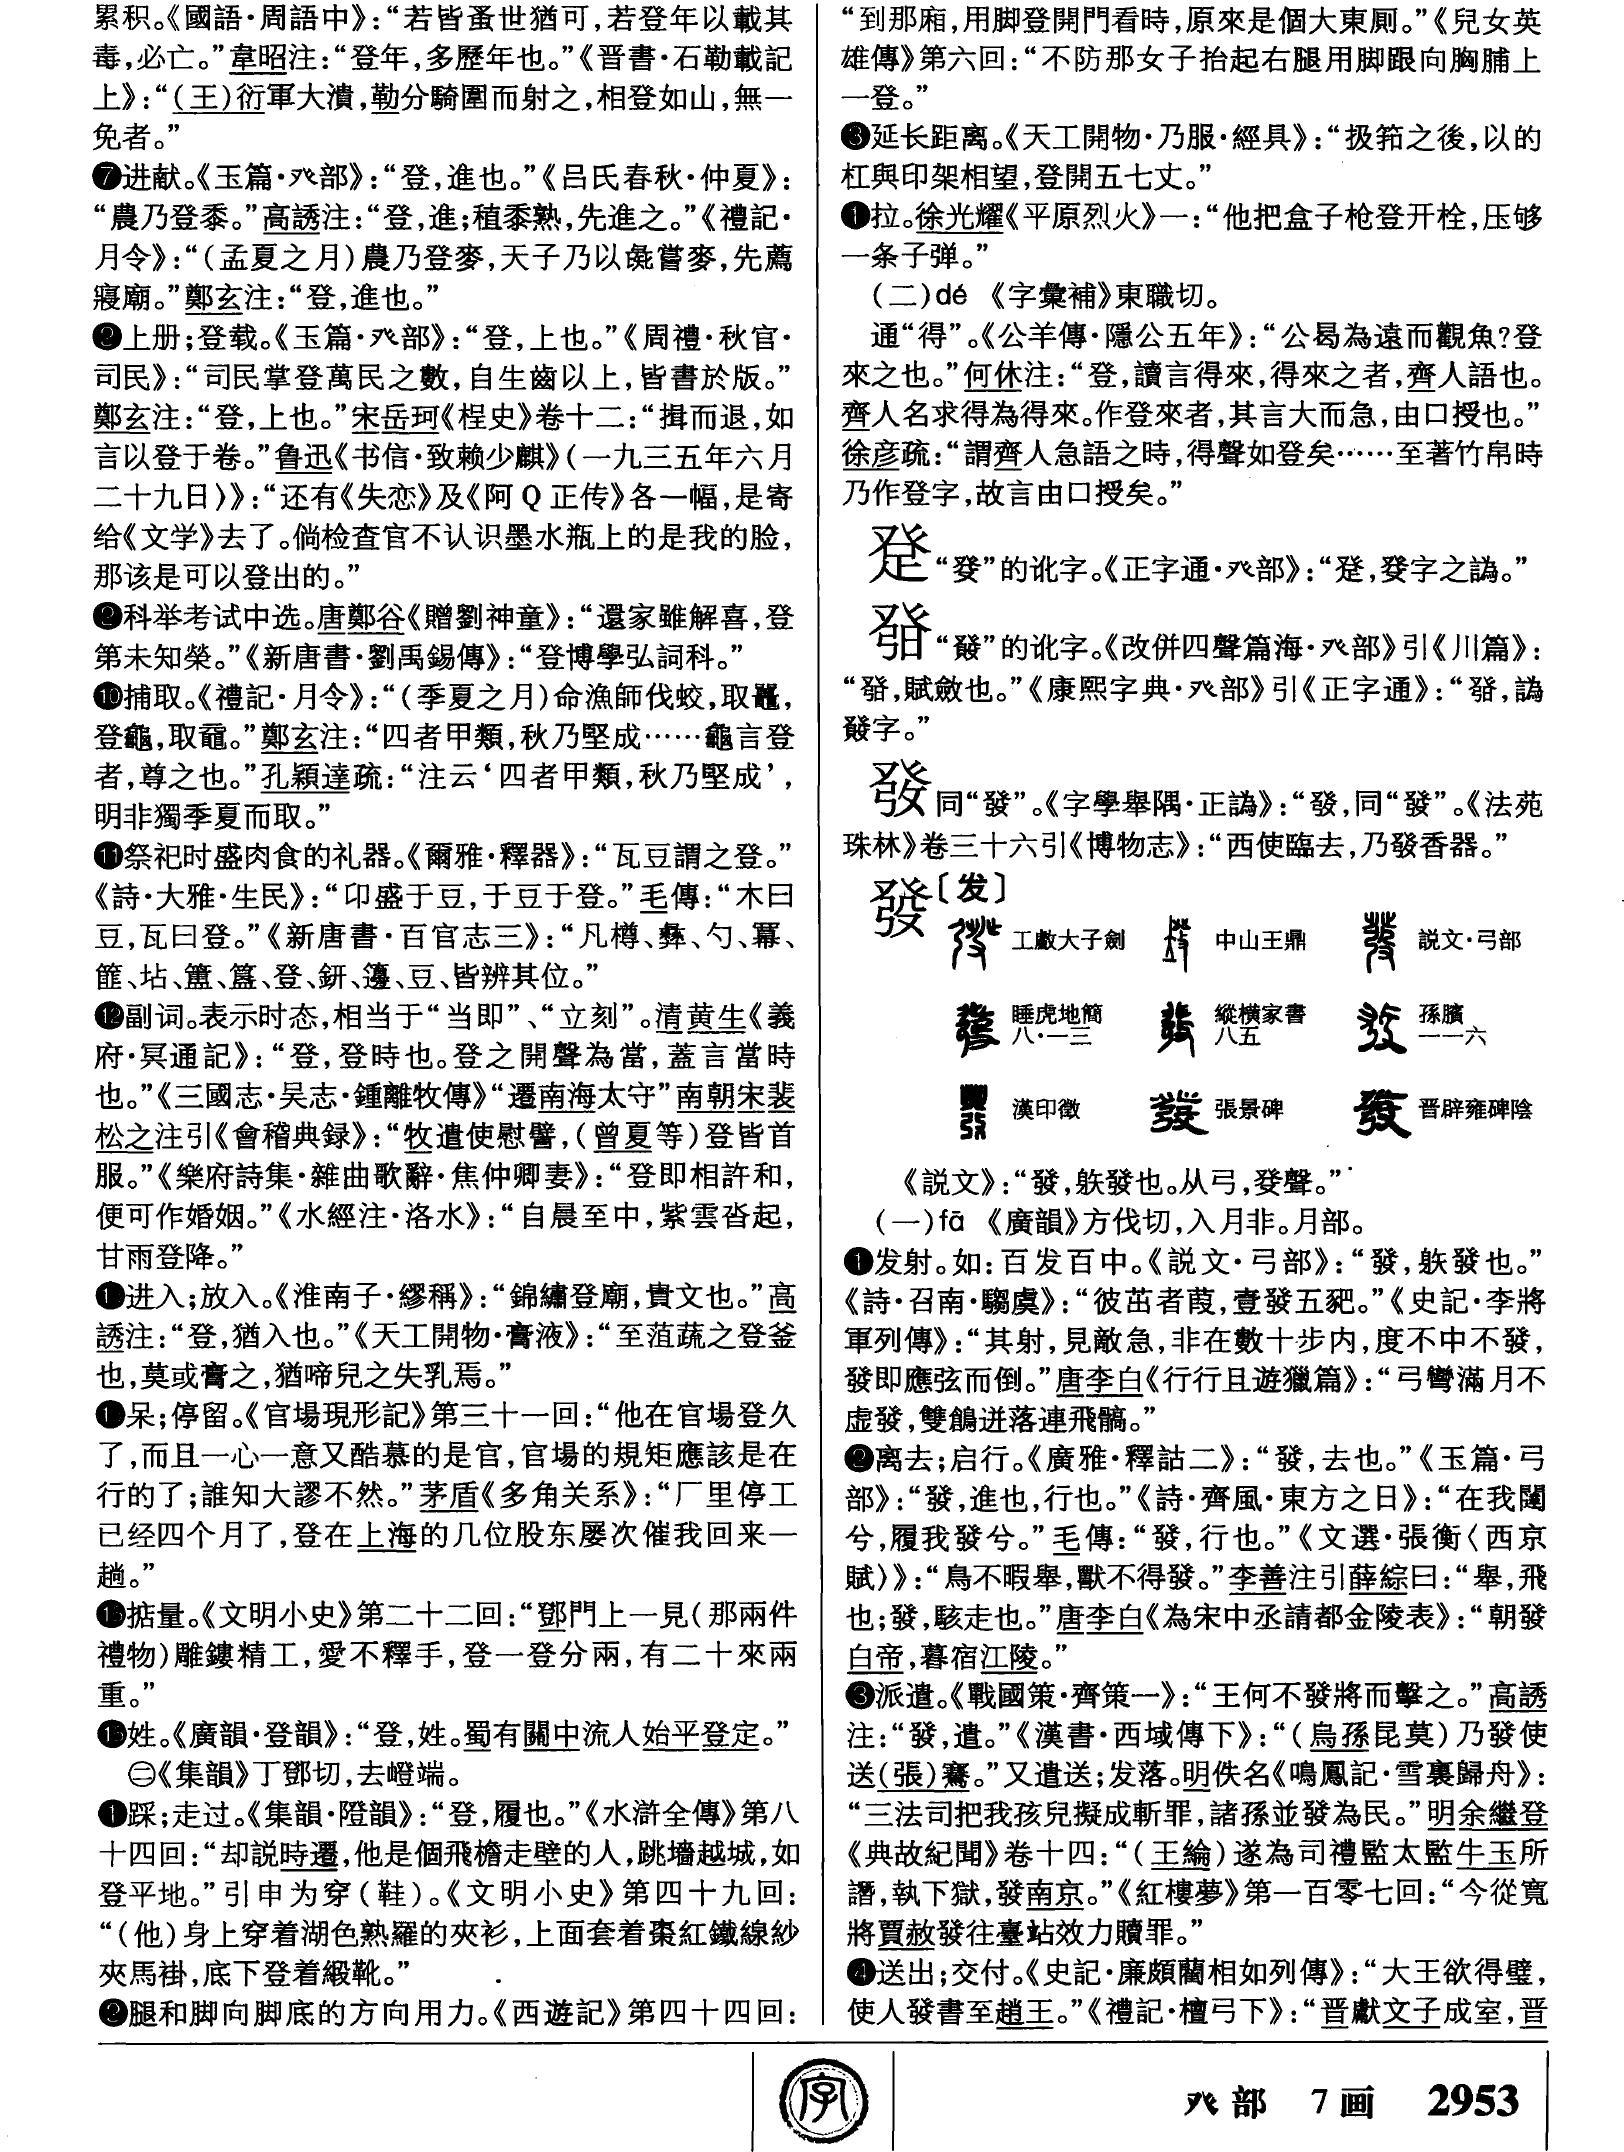 累积。《國語·周語中》：“若皆蚤世猶可，若登年以載其
毒，必亡。”韋昭注：“登年，多歷年也。”《晋書·石勒載記
上》：“（王）衍軍大潰，勒分騎圍而射之，相登如山，無一
免者。”
❼进献。《玉篇·癶部》：“登，進也。”《吕氏春秋·仲夏》：
“農乃登黍。”高誘注：“登，進；稙黍熟，先進之。”《禮記·
月令》：“（孟夏之月）農乃登麥，天子乃以彘嘗麥，先薦
寢廟。”鄭玄注：“登，進也。”
❷上册；登载。《玉篇·癶部》：“登，上也。”《周禮·秋官·
司民》：“司民掌登萬民之數，自生齒以上，皆書於版。”
鄭玄注：“登，上也。”宋岳珂《桯史》卷十二：“揖而退，如
言以登于卷。”鲁迅《书信·致赖少麒》（一九三五年六月
二十九日）》：“还有《失恋》及《阿Q正传》各一幅，是寄
给《文学》去了。倘检查官不认识墨水瓶上的是我的脸，
那该是可以登出的。”
❷科举考试中选。唐鄭谷《贈劉神童》：“還家雖解喜，登
第未知榮。”《新唐書·劉禹錫傳》：“登博學弘詞科。”
❿捕取。《禮記·月令》：“（季夏之月）命漁師伐蛟，取鼉，
登龜，取黿。”鄭玄注：“四者甲類，秋乃堅成……龜言登
者，尊之也。”孔穎達疏：“注云‘四者甲類，秋乃堅成’，
明非獨季夏而取。”
⓫祭祀时盛肉食的礼器。《爾雅·釋器》：“瓦豆謂之登。”
《詩·大雅·生民》：“卬盛于豆，于豆于登。”毛傳：“木曰
豆，瓦曰登。”《新唐書·百官志三》：“凡樽、彝、勺、冪、
篚、坫、簠、簋、登、鈃、籩、豆、皆辨其位。”
⓬副词。表示时态，相当于“当即”、“立刻”。清黄生《義
府·冥通記》：“登，登時也。登之開聲為當，蓋言當時
也。”《三國志·吴志·鍾離牧傳》“遷南海太守”南朝宋裴
松之注引《會稽典録》：“牧遣使慰譬，（曾夏等）登皆首
服。”《樂府詩集·雜曲歌辭·焦仲卿妻》：“登即相許和，
便可作婚姻。”《水經注·洛水》：“自晨至中，紫雲沓起，
甘雨登降。”
❶进入；放入。《淮南子·繆稱》：“錦繡登廟，貴文也。”高
誘注：“登，猶入也。”《天工開物·膏液》：“至菹蔬之登釜
也，莫或膏之，猶啼兒之失乳焉。”
❶呆；停留。《官場現形記》第三十一回：“他在官場登久
了，而且一心一意又酷慕的是官，官場的規矩應該是在
行的了；誰知大謬不然。”茅盾《多角关系》：“厂里停工
已经四个月了，登在上海的几位股东屡次催我回来一
趟。”
⓯掂量。《文明小史》第二十二回：“鄧門上一見（那兩件
禮物）雕鏤精工，愛不釋手，登一登分兩，有二十來兩
重。”
⓰姓。《廣韻·登韻》：“登，姓。蜀有關中流人始平登定。”
㊁《集韻》丁鄧切，去嶝端。
❶踩；走过。《集韻·隥韻》：“登，履也。”《水滸全傳》第八
十四回：“却説時遷，他是個飛檐走壁的人，跳墻越城，如
登平地。”引申为穿（鞋）。《文明小史》第四十九回：
“（他）身上穿着湖色熟羅的夾衫，上面套着棗紅鐵線紗
夾馬褂，底下登着緞靴。”
❷腿和脚向脚底的方向用力。《西遊記》第四十四回：
“到那廂，用脚登開門看時，原來是個大東厠。”《兒女英
雄傳》第六回：“不防那女子抬起右腿用脚跟向胸脯上
一登。”
❸延长距离。《天工開物·乃服·經具》：“扱筘之後，以的
杠與印架相望，登開五七丈。”
❶拉。徐光耀《平原烈火》一：“他把盒子枪登开栓，压够
一条子弹。”
（二）dé 《字彙補》東職切。
通“得”。《公羊傳·隱公五年》：“公曷為遠而觀魚？登
來之也。”何休注：“登，讀言得來，得來之者，齊人語也。
齊人名求得為得來。作登來者，其言大而急，由口授也。”
徐彦疏：“謂齊人急語之時，得聲如登矣……至著竹帛時
乃作登字，故言由口授矣。”
“癹”的讹字。《正字通·癶部》：“，癹字之譌。”
“䝎”的讹字。《改併四聲篇海·癶部》引《川篇》：
“，賦斂也。”《康熙字典·癶部》引《正字通》：“，譌
字。”
同“發”。《字學舉隅·正譌》：“，同“發”。《法苑
珠林》卷三十六引《博物志》：“西使臨去，乃發香器。”
發〔发〕
工𠭯大子劍 中山王鼎 説文·弓部
睡虎地簡八·一三 縱横家書八五 孫臏一一六
漢印徵 張景碑 晋辟雍碑陰
《説文》：“發，䠶發也。从弓，癹聲。”
（一）fā 《廣韻》方伐切，入月非。月部。
❶发射。如：百发百中。《説文·弓部》：“發，䠶發也。”
《詩·召南·騶虞》：“彼茁者葭，壹發五豝。”《史記·李將
軍列傳》：“其射，見敵急，非在數十步内，度不中不發，
發即應弦而倒。”唐李白《行行且遊獵篇》：“弓彎滿月不
虚發，雙鶬迸落連飛髇。”
❷离去；启行。《廣雅·釋詁二》：“發，去也。”《玉篇·弓
部》：“發，進也，行也。”《詩·齊風·東方之日》：“在我闥
兮，履我發兮。”毛傳：“發，行也。”《文選·張衡〈西京
賦〉》：“鳥不暇舉，獸不得發。”李善注引薛綜曰：“舉，飛
也；發，駭走也。”唐李白《為宋中丞請都金陵表》：“朝發
白帝，暮宿江陵。”
❸派遣。《戰國策·齊策一》：“王何不發將而擊之。”高誘
注：“發，遣。”《漢書·西域傳下》：“（烏孫昆莫）乃發使
送（張）騫。”又遣送；发落。明佚名《鳴鳳記·雪裏歸舟》：
“三法司把我孩兒擬成斬罪，諸孫並發為民。”明余繼登
《典故紀聞》卷十四：“（王綸）遂為司禮監太監牛玉所
譖，執下獄，發南京。”《紅樓夢》第一百零七回：“今從寬
將賈赦發往臺站效力贖罪。”
❹送出；交付。《史記·廉頗藺相如列傳》：“大王欲得璧，
使人發書至趙王。”《禮記·檀弓下》：“晋獻文子成室，晋
字
癶部 7画 2953